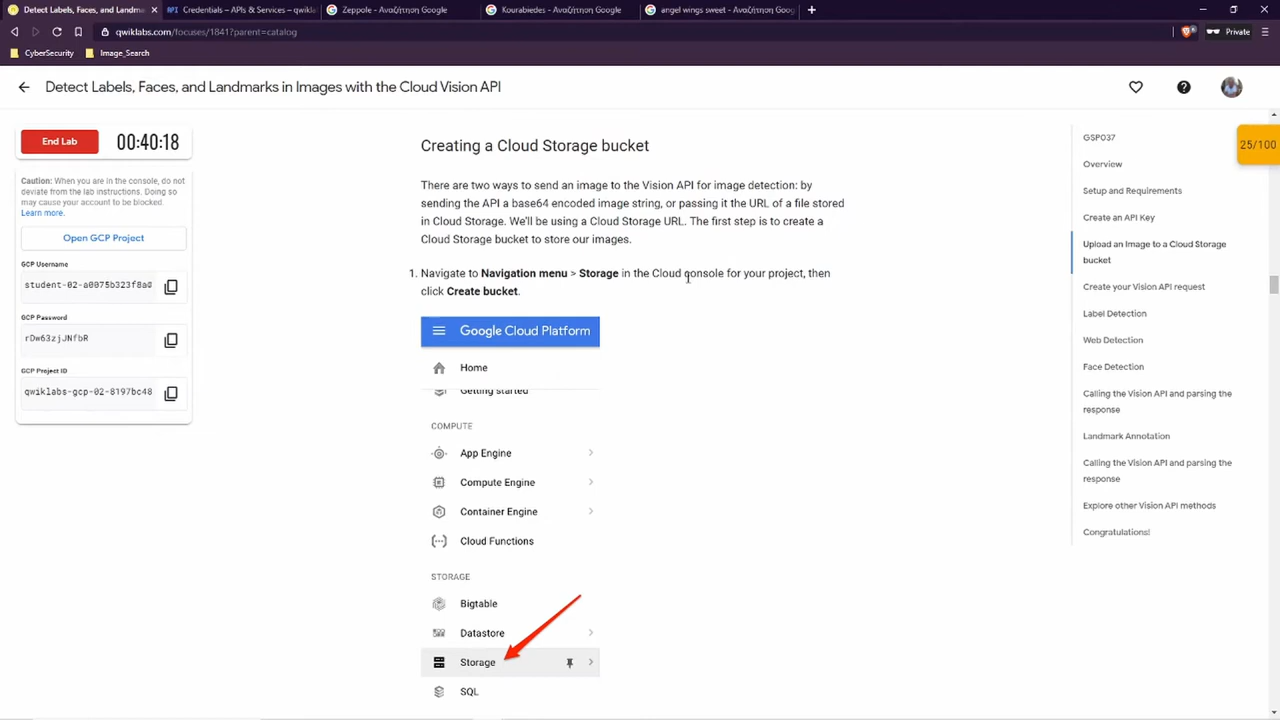 Detect Labels, Faces, and Landma
Credentials – APIs & Services – qwikla
Zeppole - Αναζήτηση Google
Kourabiedes - Αναζήτηση Google
angel wings sweet - Αναζήτηση Goog
qwiklabs.com/focuses/1841?parent=catalog
Private
CyberSecurity
Image_Search
Detect Labels, Faces, and Landmarks in Images with the Cloud Vision API
End Lab
00:40:18
Caution: When you are in the console, do not
deviate from the lab instructions. Doing so
may cause your account to be blocked.
Learn more.
Open GCP Project
GCP Username
student-02-a0075b323f8a@
GCP Password
rDw63zjJNfbR
GCP Project ID
qwiklabs-gcp-02-8197bc48
Creating a Cloud Storage bucket
There are two ways to send an image to the Vision API for image detection: by
sending the API a base64 encoded image string, or passing it the URL of a file stored
in Cloud Storage. We'll be using a Cloud Storage URL. The first step is to create a
Cloud Storage bucket to store our images.
1. Navigate to Navigation menu > Storage in the Cloud console for your project, then
click Create bucket.
Google Cloud Platform
Home
Getting started
COMPUTE
App Engine
Compute Engine
Container Engine
Cloud Functions
STORAGE
Bigtable
Datastore
Storage
SQL
GSP037
Overview
Setup and Requirements
Create an API Key
Upload an Image to a Cloud Storage
bucket
Create your Vision API request
Label Detection
Web Detection
Face Detection
Calling the Vision API and parsing the
response
Landmark Annotation
Calling the Vision API and parsing the
response
Explore other Vision API methods
Congratulations!
25/100